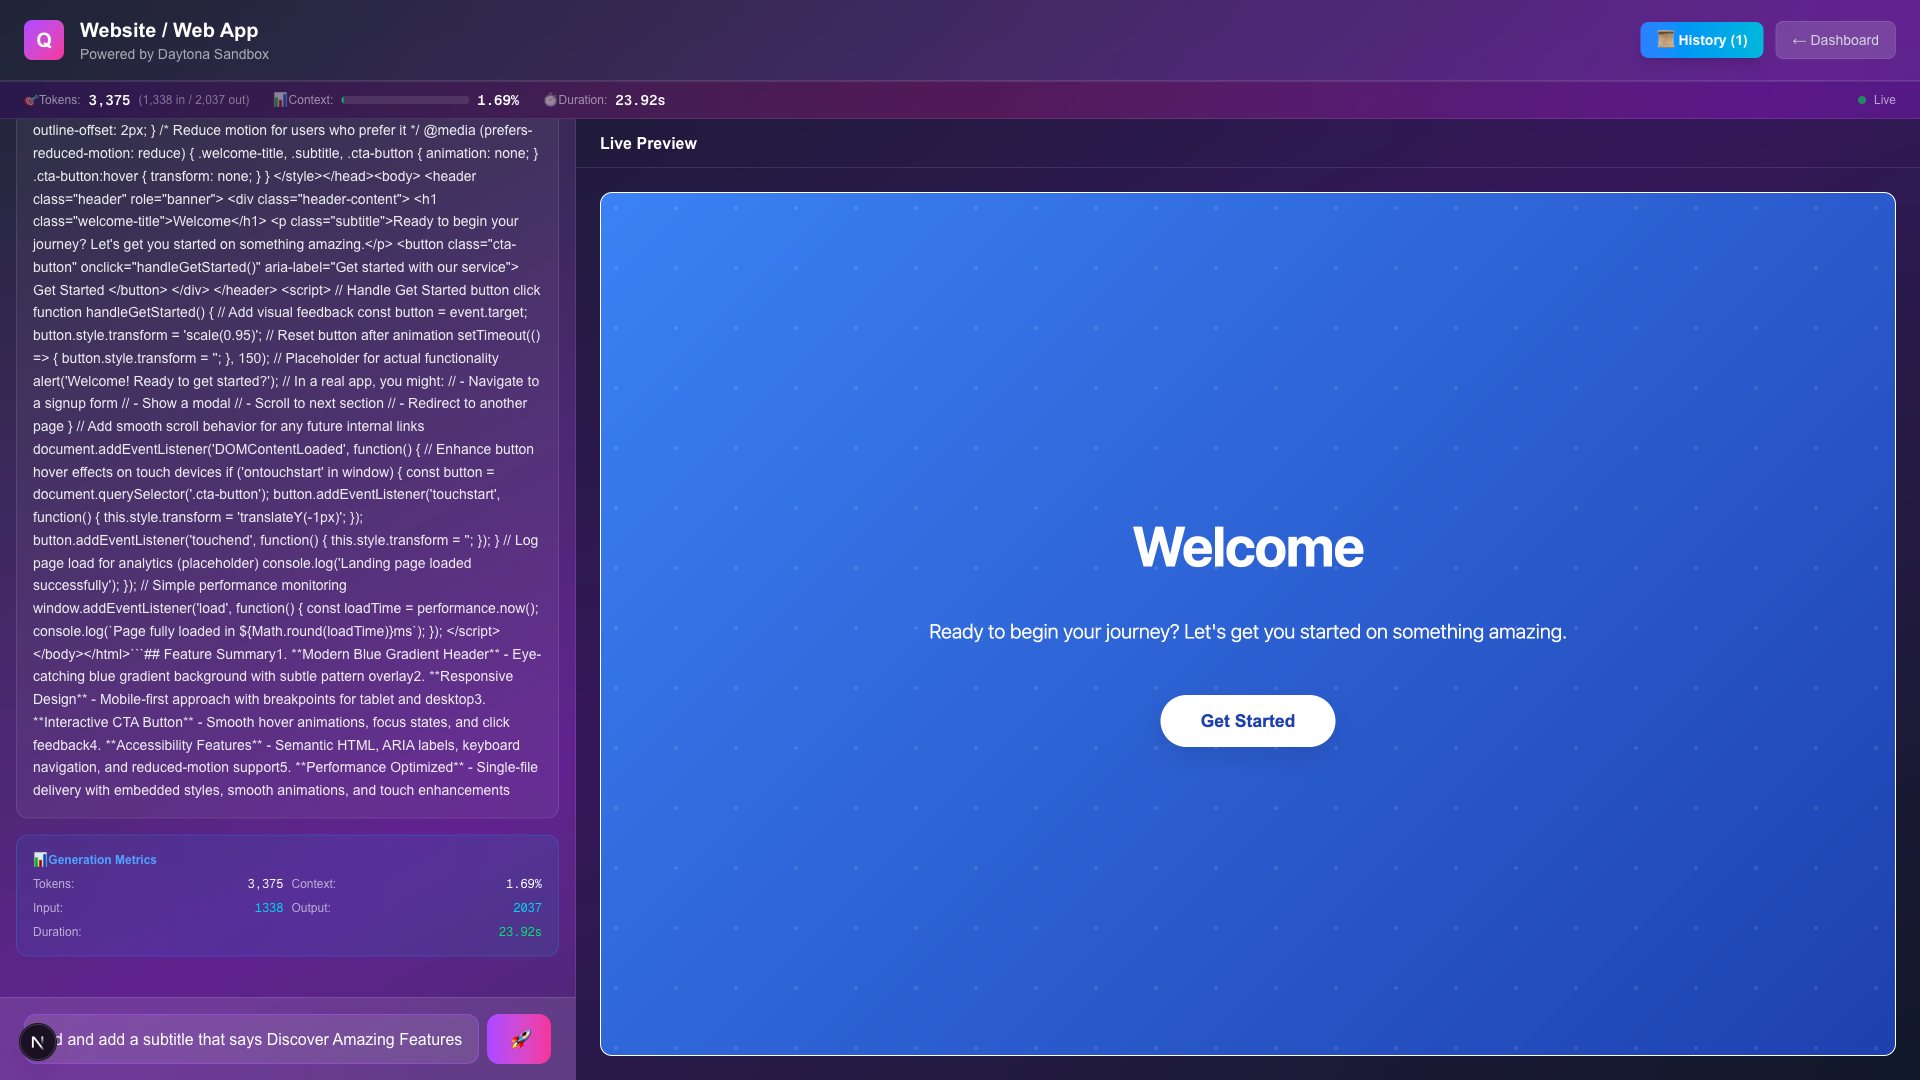 Q
Website / Web App
Powered by Daytona Sandbox
History (1)
← Dashboard
Tokens: 3,375 (1,338 in / 2,037 out) Context: 1.69% Duration: 23.92s
Live
outline-offset: 2px; } /* Reduce motion for users who prefer it */ @media (prefers-
reduced-motion: reduce) { .welcome-title, .subtitle, .cta-button { animation: none; }
.cta-button:hover { transform: none; } } </style></head><body> <header
class="header" role="banner"> <div class="header-content"> <h1
class="welcome-title">Welcome</h1> <p class="subtitle">Ready to begin your
journey? Let's get you started on something amazing.</p> <button class="cta-
button" onclick="handleGetStarted()" aria-label="Get started with our service">
Get Started </button> </div> </header> <script> // Handle Get Started button click
function handleGetStarted() { // Add visual feedback const button = event.target;
button.style.transform = 'scale(0.95)'; // Reset button after animation setTimeout(()
=> { button.style.transform = ''; }, 150); // Placeholder for actual functionality
alert('Welcome! Ready to get started?'); // In a real app, you might: // - Navigate to
a signup form // - Show a modal // - Scroll to next section // - Redirect to another
page } // Add smooth scroll behavior for any future internal links
document.addEventListener('DOMContentLoaded', function() { // Enhance button
hover effects on touch devices if ('ontouchstart' in window) { const button =
document.querySelector('.cta-button'); button.addEventListener('touchstart',
function() { this.style.transform = 'translateY(-1px)'; });
button.addEventListener('touchend', function() { this.style.transform = ''; }); } // Log
page load for analytics (placeholder) console.log('Landing page loaded
successfully'); }); // Simple performance monitoring
window.addEventListener('load', function() { const loadTime = performance.now();
console.log(`Page fully loaded in ${Math.round(loadTime)}ms`); }); </script>
</body></html>```## Feature Summary1. **Modern Blue Gradient Header** - Eye-
catching blue gradient background with subtle pattern overlay2. **Responsive
Design** - Mobile-first approach with breakpoints for tablet and desktop3.
**Interactive CTA Button** - Smooth hover animations, focus states, and click
feedback4. **Accessibility Features** - Semantic HTML, ARIA labels, keyboard
navigation, and reduced-motion support5. **Performance Optimized** - Single-file
delivery with embedded styles, smooth animations, and touch enhancements
Generation Metrics
Tokens: 3,375 Context: 1.69%
Input: 1338 Output: 2037
Duration: 23.92s
N
d and add a subtitle that says Discover Amazing Features
Live Preview
Welcome
Ready to begin your journey? Let's get you started on something amazing.
Get Started